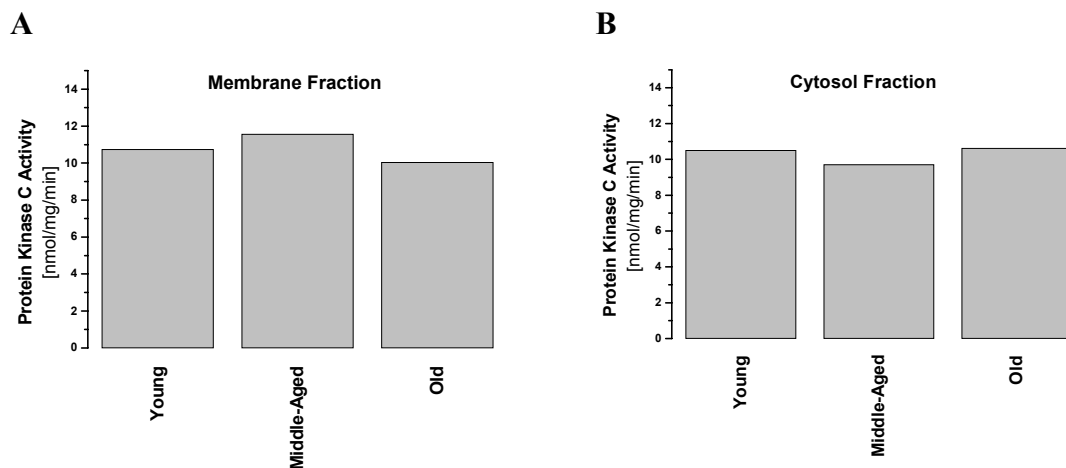 A
Membrane Fraction
Protein Kinase C Activity
[nmol/mg/min]
14
12
10
8
6
4
2
0
Young
Middle-Aged
Old
B
Cytosol Fraction
Protein Kinase C Activity
[nmol/mg/min]
14
12
10
8
6
4
2
0
Young
Middle-Aged
Old